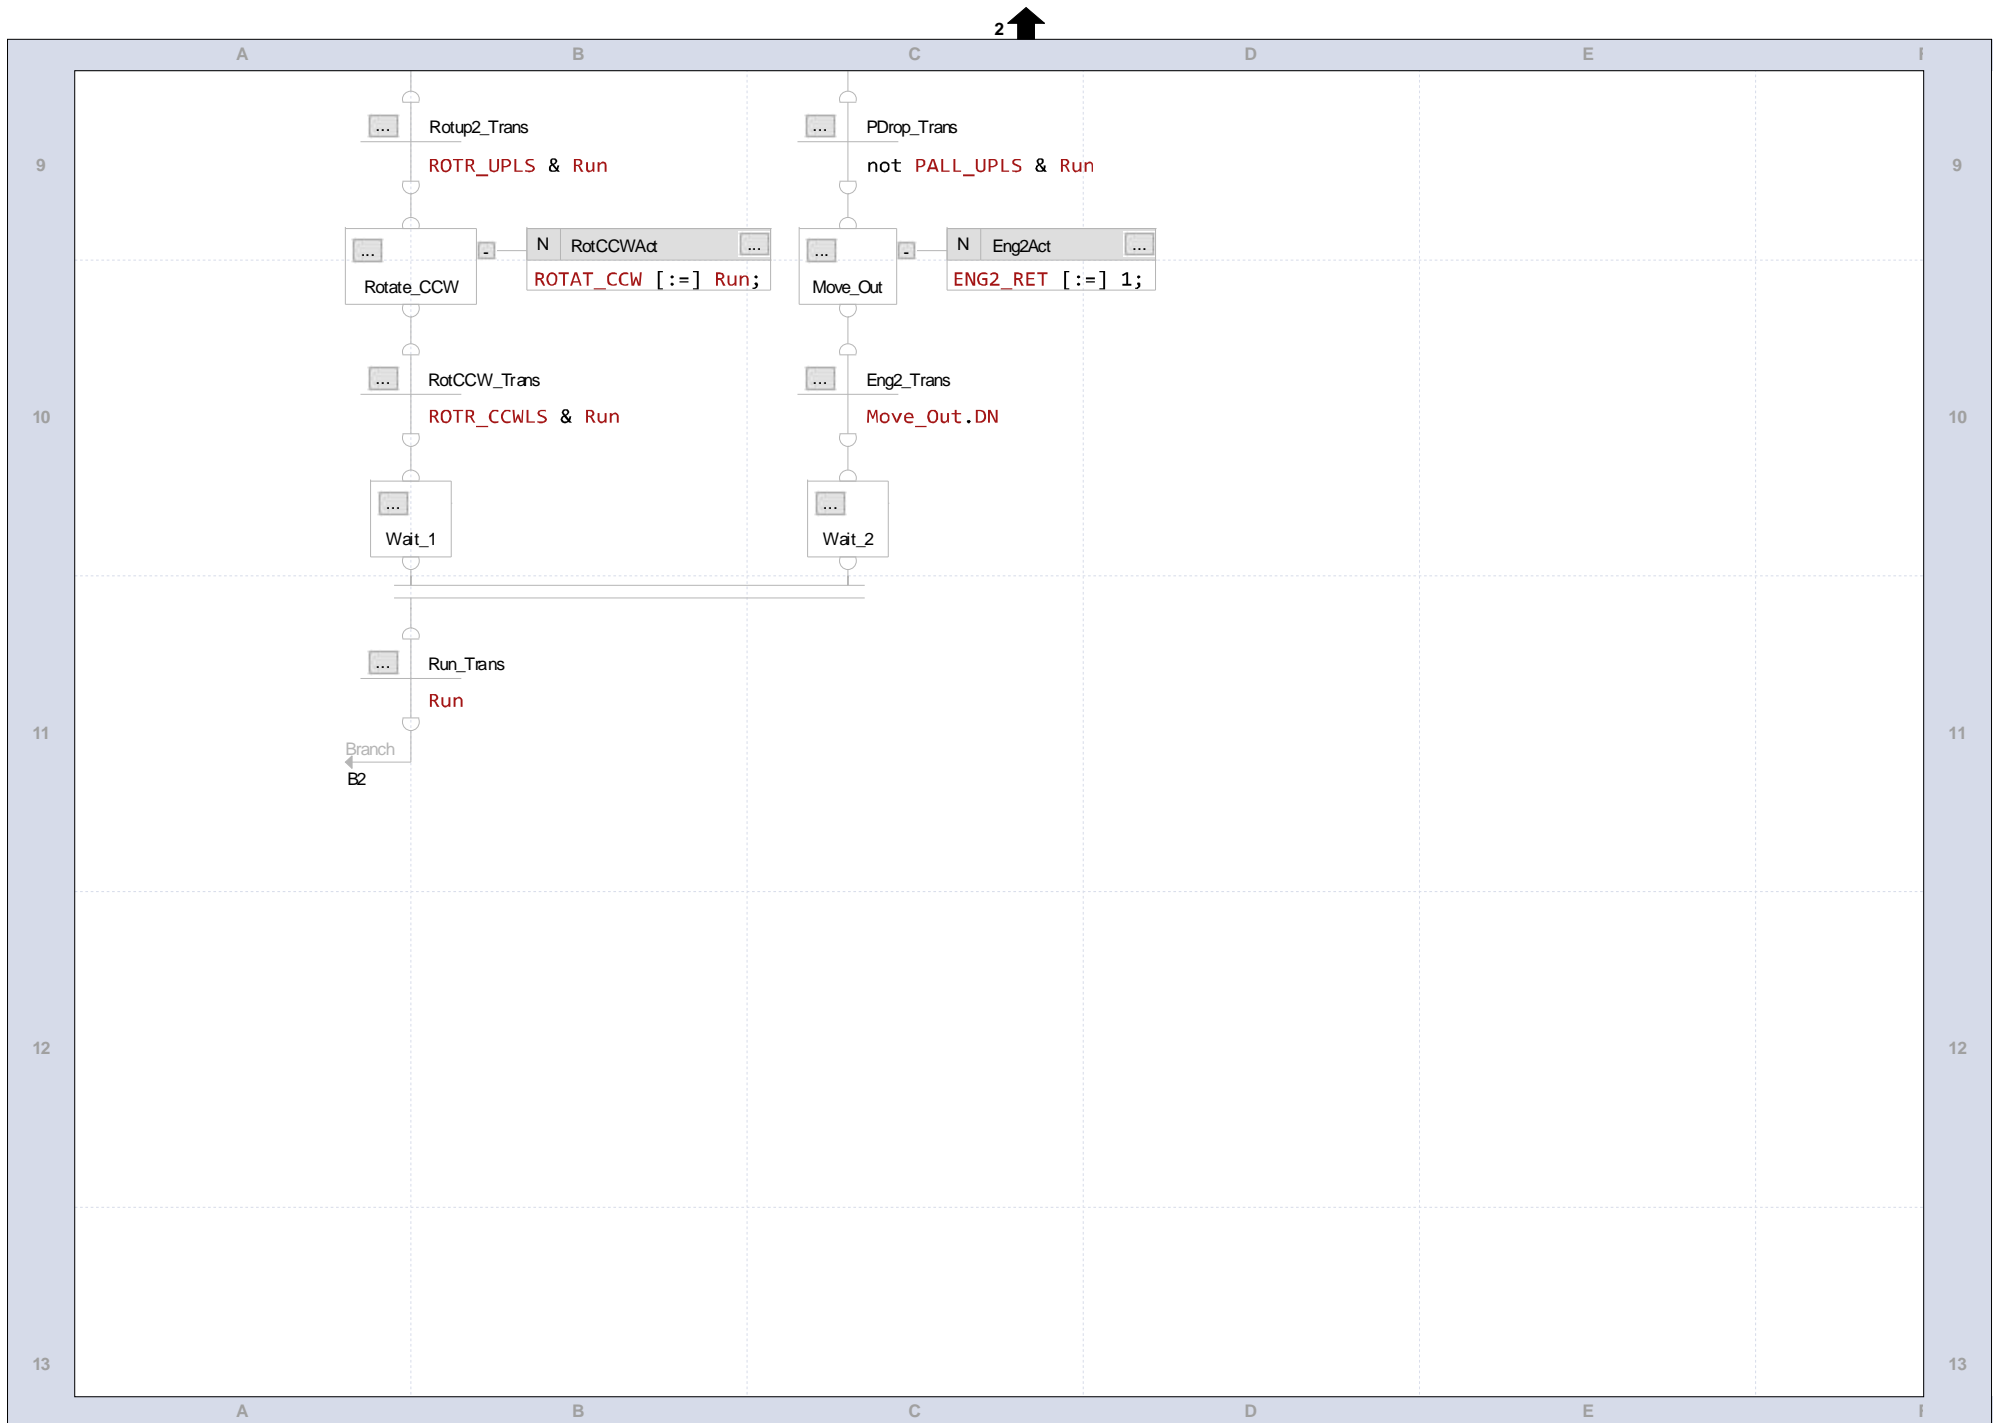 2
A B C D E
... Rotup2_Trans ... PDrop_Trans
9 ROTR_UPLS & Run not PALL_UPLS & Run 9
... - N RotCCWAct ... ... - N Eng2Act ...
Rotate_CCW ROTAT_CCW [:=] Run; Move_Out ENG2_RET [:=] 1;
... RotCCW_Trans ... Eng2_Trans
10 ROTR_CCWLS & Run Move_Out.DN 10
... ...
Wait_1 Wait_2
... Run_Trans
Run
11 11
Branch
B2
12 12
13 13
A B C D E